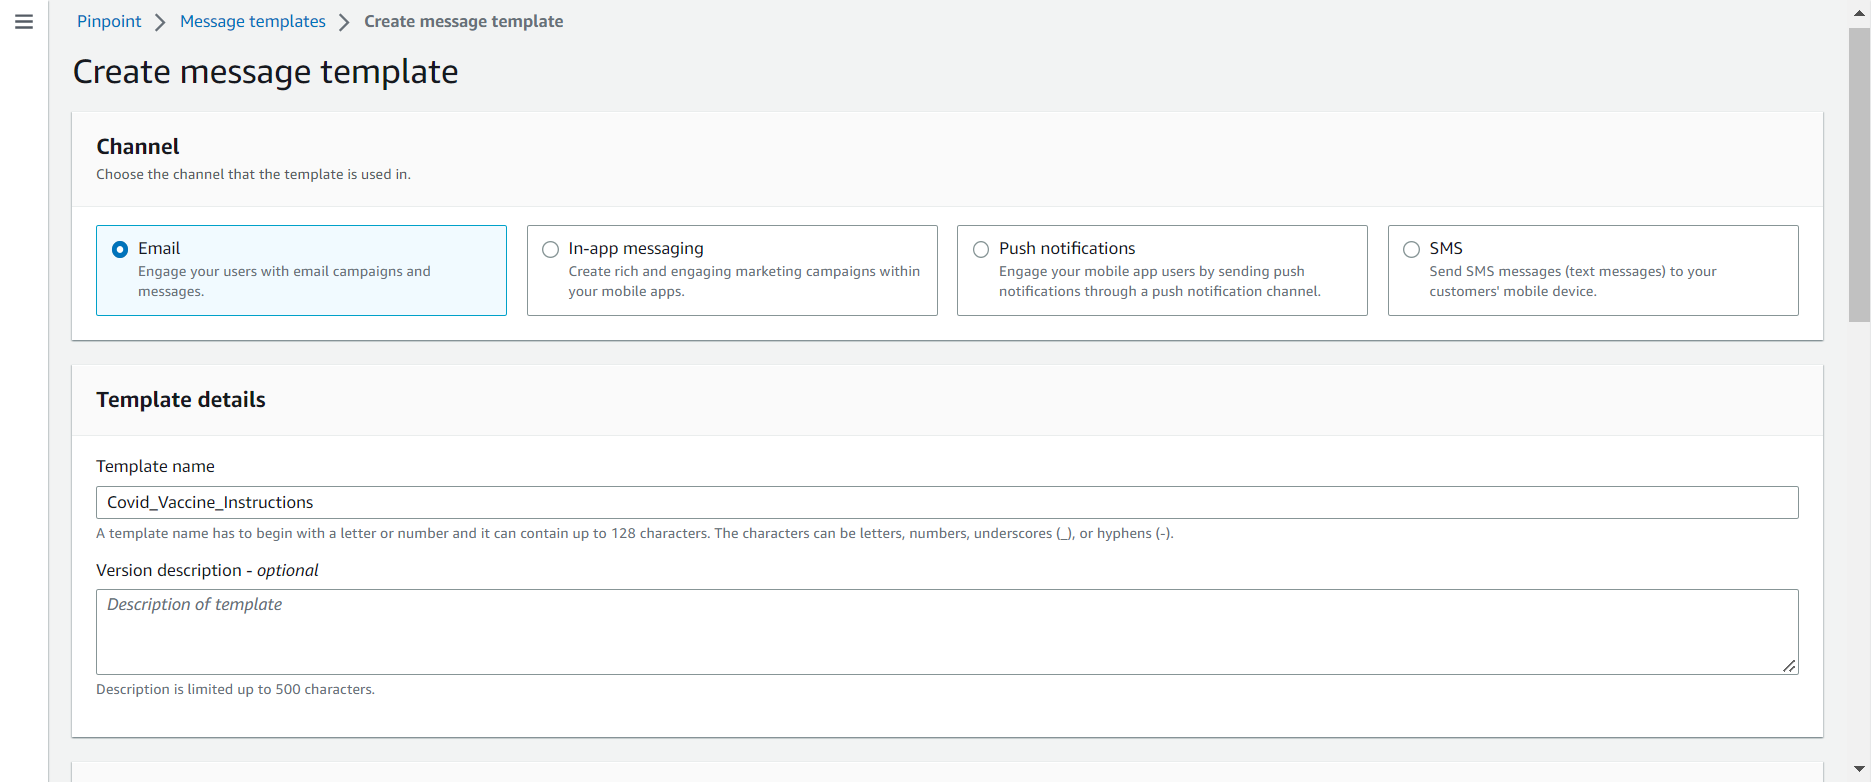 Pinpoint Message templates Create message template
Create message template
Channel
Choose the channel that the template is used in.
Email
Engage your users with email campaigns and
messages.
In-app messaging
Create rich and engaging marketing campaigns within
your mobile apps.
Push notifications
Engage your mobile app users by sending push
notifications through a push notification channel.
SMS
Send SMS messages (text messages) to your
customers' mobile device.
Template details
Template name
Covid_Vaccine_Instructions
A template name has to begin with a letter or number and it can contain up to 128 characters. The characters can be letters, numbers, underscores (_), or hyphens (-).
Version description - optional
Description of template
Description is limited up to 500 characters.